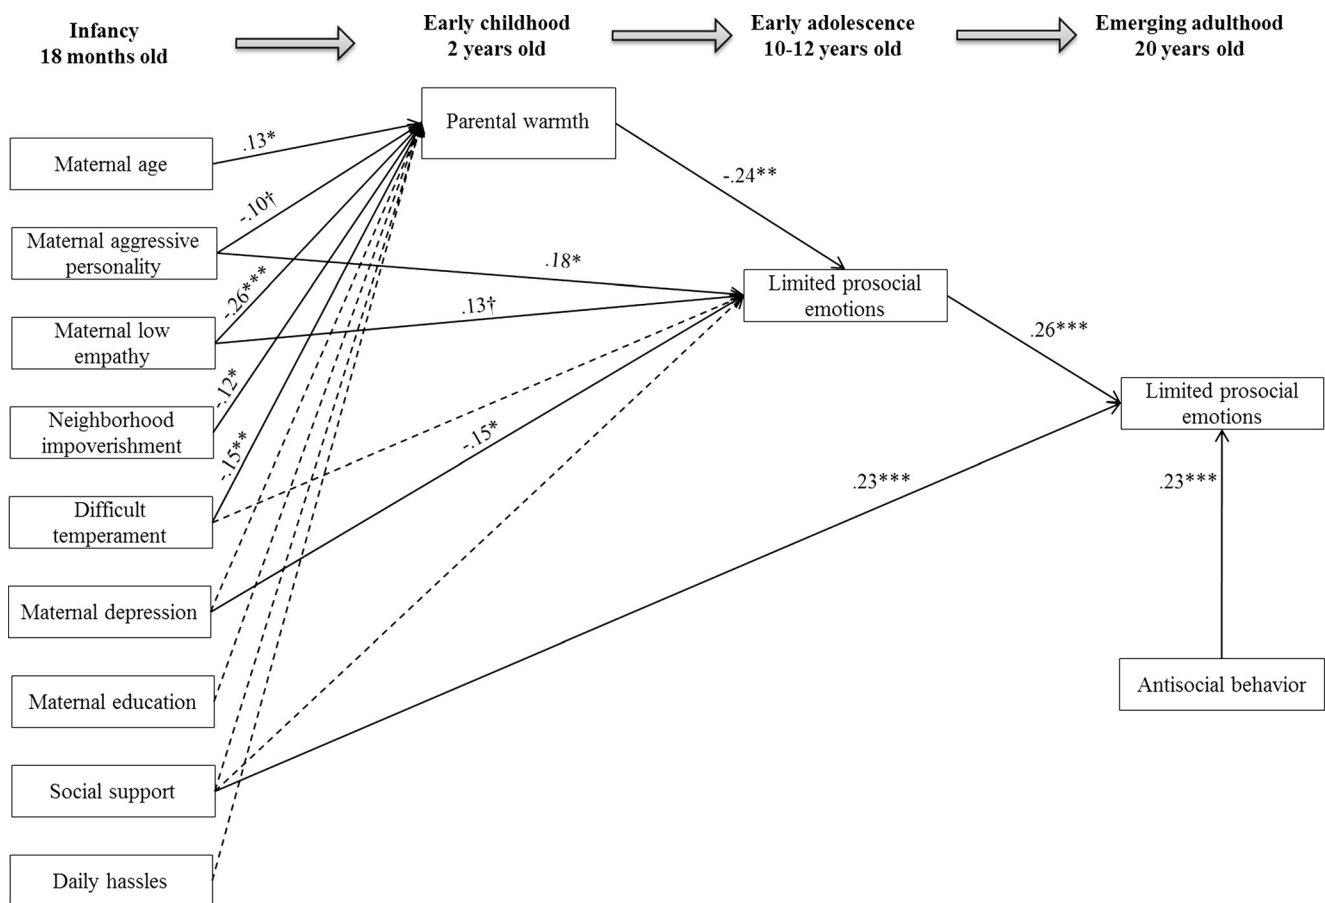 Infancy
18 months old
Early childhood
2 years old
Early adolescence
10-12 years old
Emerging adulthood
20 years old
Parental warmth
Maternal age
.13*
-.10†
-.24**
Maternal aggressive
personality
.18*
Limited prosocial
emotions
-.26***
.13†
Maternal low
empathy
.26***
Limited prosocial
emotions
-.12*
Neighborhood
impoverishment
-.15*
-.15**
.23***
.23***
Difficult
temperament
Maternal depression
Maternal education
Antisocial behavior
Social support
Daily hassles